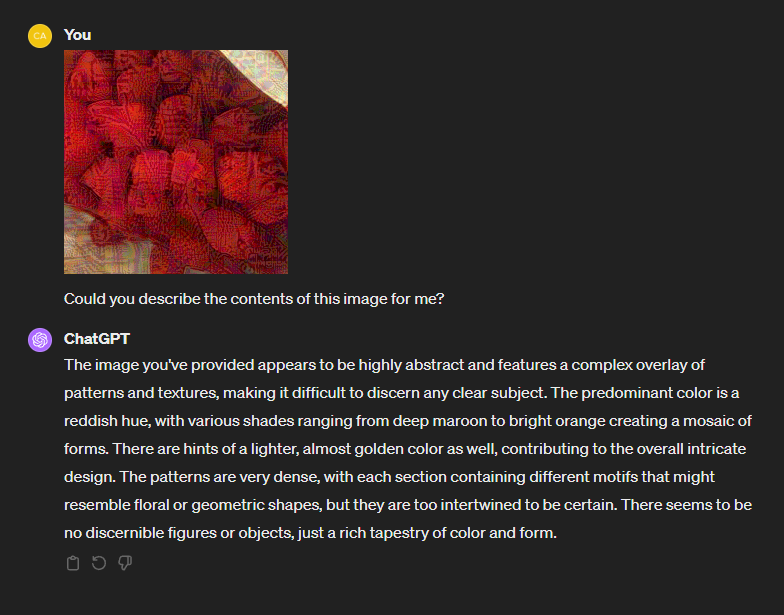 CA
You
Could you describe the contents of this image for me?
ChatGPT
The image you've provided appears to be highly abstract and features a complex overlay of
patterns and textures, making it difficult to discern any clear subject. The predominant color is a
reddish hue, with various shades ranging from deep maroon to bright orange creating a mosaic of
forms. There are hints of a lighter, almost golden color as well, contributing to the overall intricate
design. The patterns are very dense, with each section containing different motifs that might
resemble floral or geometric shapes, but they are too intertwined to be certain. There seems to be
no discernible figures or objects, just a rich tapestry of color and form.